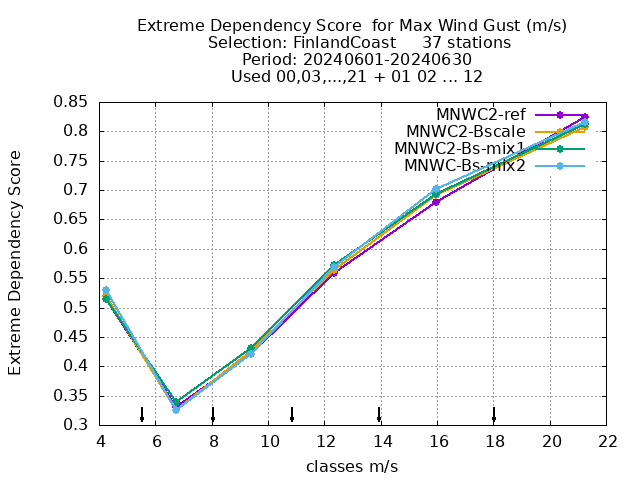 Extreme Dependency Score  for Max Wind Gust (m/s)
Selection: FinlandCoast     37 stations
Period: 20240601-20240630
Used 00,03,...,21 + 01 02 ... 12
MNWC2-ref
MNWC2-Bscale
MNWC2-Bs-mix1
MNWC-Bs-mix2
Extreme Dependency Score
0.85
0.8
0.75
0.7
0.65
0.6
0.55
0.5
0.45
0.4
0.35
0.3
4 6 8 10 12 14 16 18 20 22
classes m/s